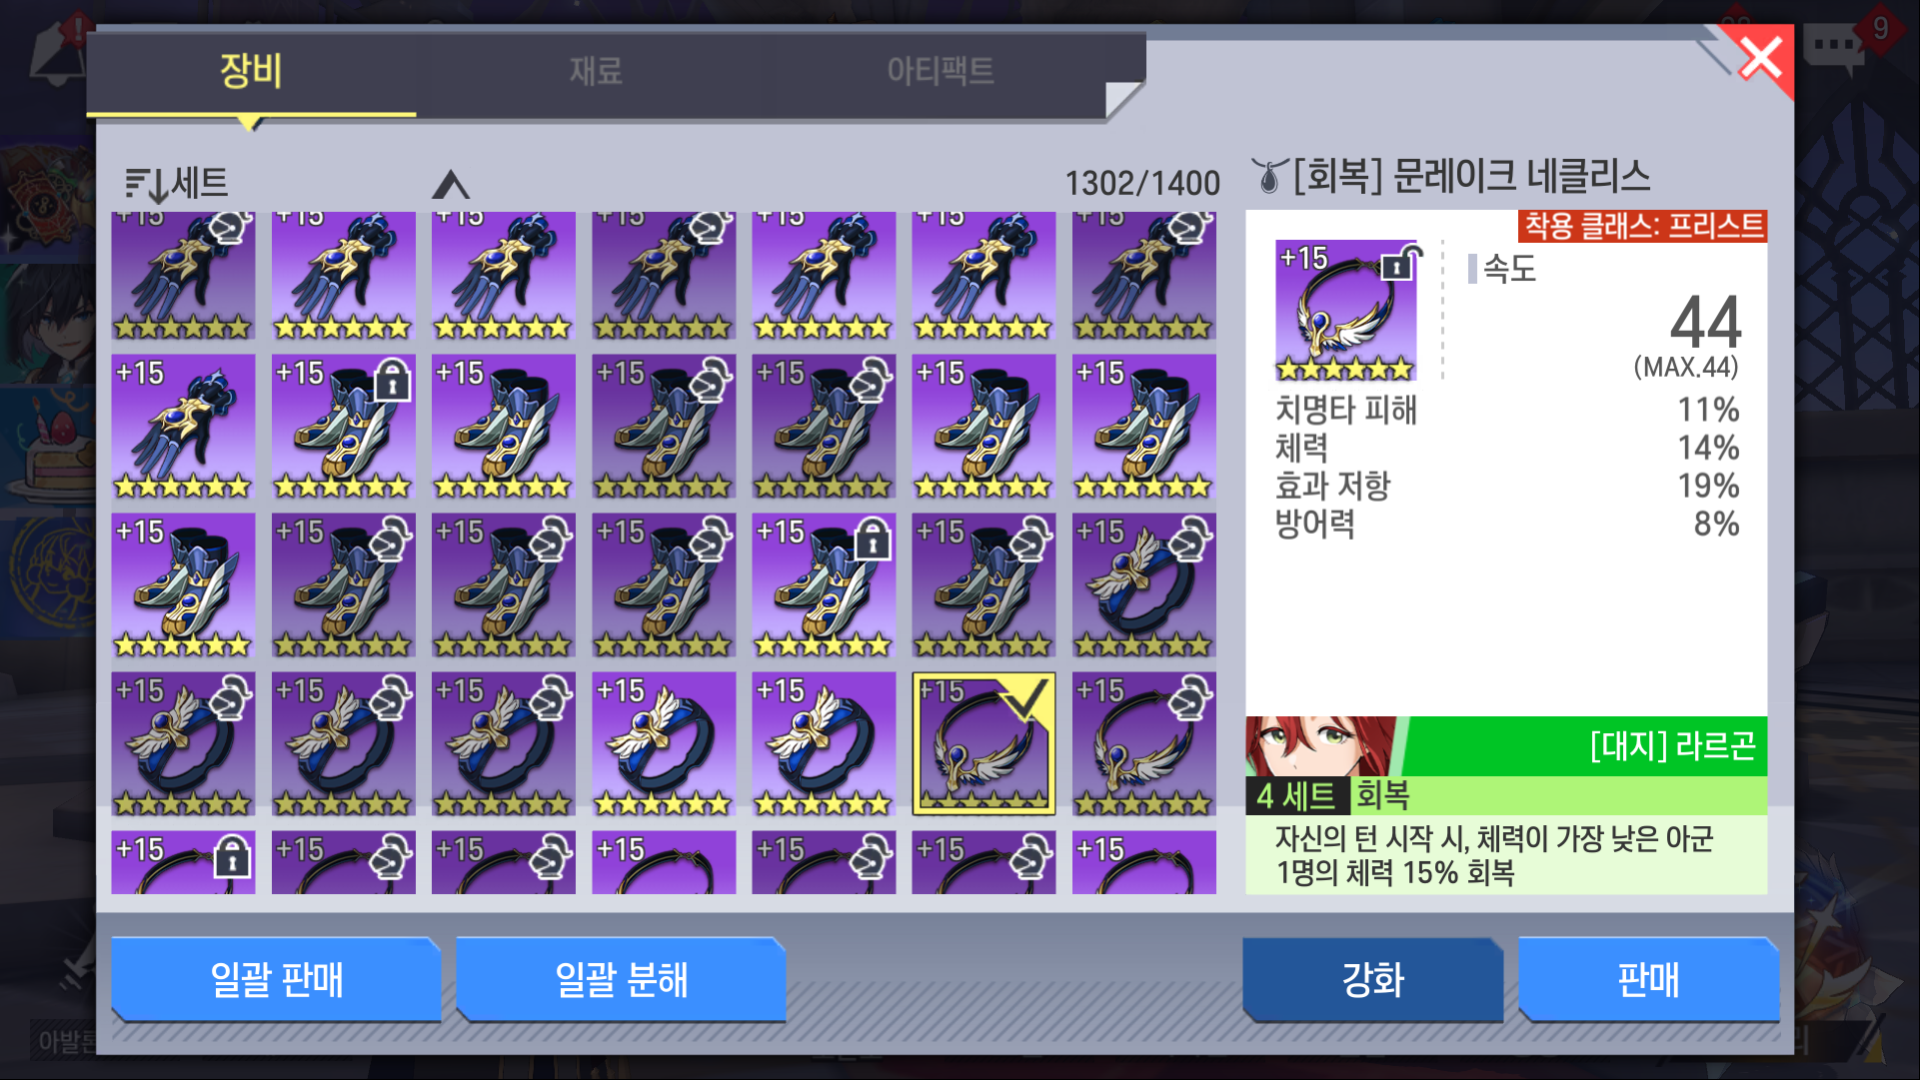 장비
재료
아티팩트
9
세트
1302/1400
[회복] 문레이크 네클리스
착용 클래스: 프리스트
+15
속도
44
(MAX.44)
치명타 피해 11%
체력 14%
효과 저항 19%
방어력 8%
+15 +15 +15 +15 +15 +15 +15
+15 +15 +15 +15 +15 +15 +15
+15 +15 +15 +15 +15 +15 +15
+15 +15 +15 +15 +15 +15 +15
+15 +15 +15 +15 +15 +15 +15
[대지] 라르곤
4 세트 회복
자신의 턴 시작 시, 체력이 가장 낮은 아군
1명의 체력 15% 회복
일괄 판매
일괄 분해
강화
판매
아발론